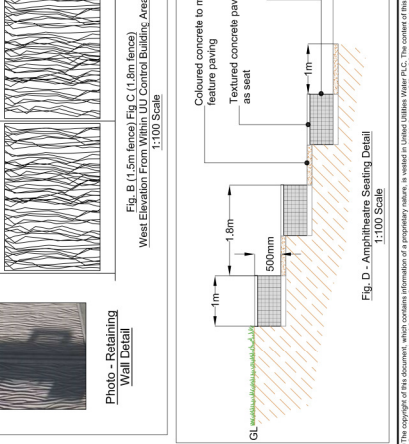 Photo - Retaining
Wall Detail
Fig. B (1.5m fence) Fig C (1.8m fence)
West Elevation From Within UU Control Building Area
1:100 Scale
GL
1m
1.8m
500mm
1m
Coloured concrete to
feature paving
Textured concrete
as seat
Fig. D - Amphitheatre Seating Detail
1:100 Scale
The copyright of this document, which contains information of a proprietary nature, is vested in United Utilities Water PLC, The content of this